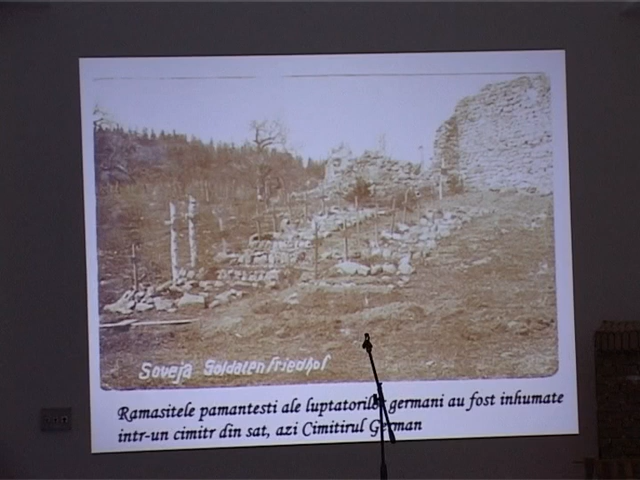 Soveja Soldatenfriedhof
Ramasitele pamantesti ale luptatorilor germani au fost inhumate
intr-un cimitr din sat, azi Cimitirul German